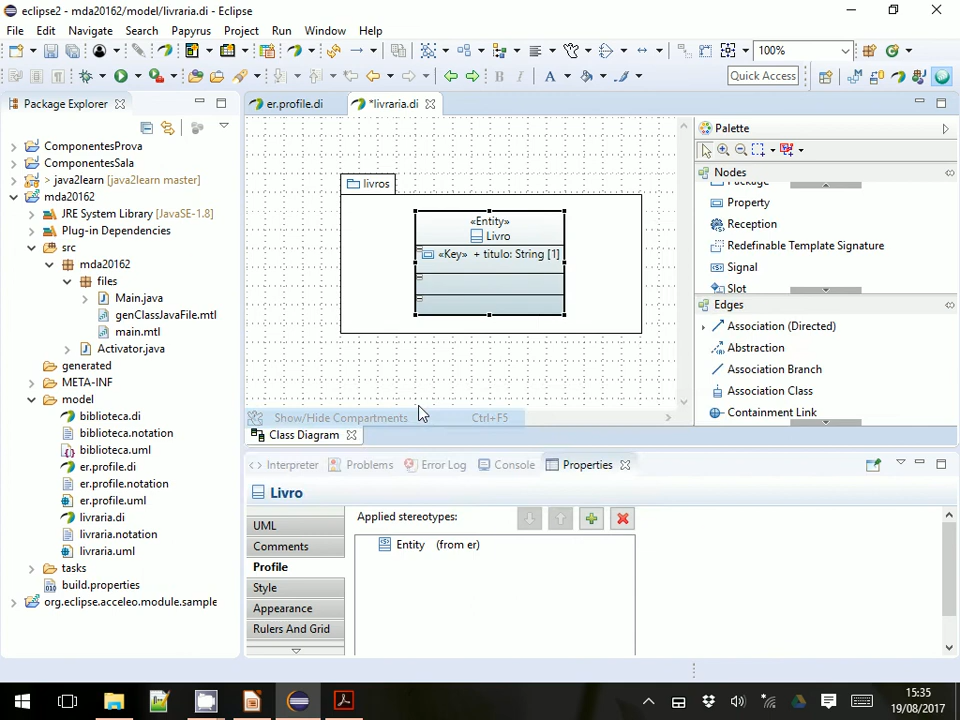 eclipse2 - mda20162/model/livraria.di - Eclipse
File Edit Navigate Search Papyrus Project Run Window Help
100%
Quick Access
Package Explorer
er.profile.di
*livraria.di
ComponentesProva
ComponentesSala
> java2learn [java2learn master]
mda20162
JRE System Library [JavaSE-1.8]
Plug-in Dependencies
src
mda20162
files
Main.java
genClassJavaFile.mtl
main.mtl
Activator.java
generated
META-INF
model
biblioteca.di
biblioteca.notation
biblioteca.uml
er.profile.di
er.profile.notation
er.profile.uml
livraria.di
livraria.notation
livraria.uml
tasks
build.properties
org.eclipse.acceleo.module.sample
livros
«Entity»
Livro
«Key» + titulo: String [1]
Show/Hide Compartments Ctrl+F5
Class Diagram
Palette
Nodes
Package
Property
Reception
Redefinable Template Signature
Signal
Slot
Edges
Association (Directed)
Abstraction
Association Branch
Association Class
Containment Link
Interpreter
Problems
Error Log
Console
Properties
Livro
UML
Comments
Profile
Style
Appearance
Rulers And Grid
Applied stereotypes:
Entity (from er)
15:35
19/08/2017